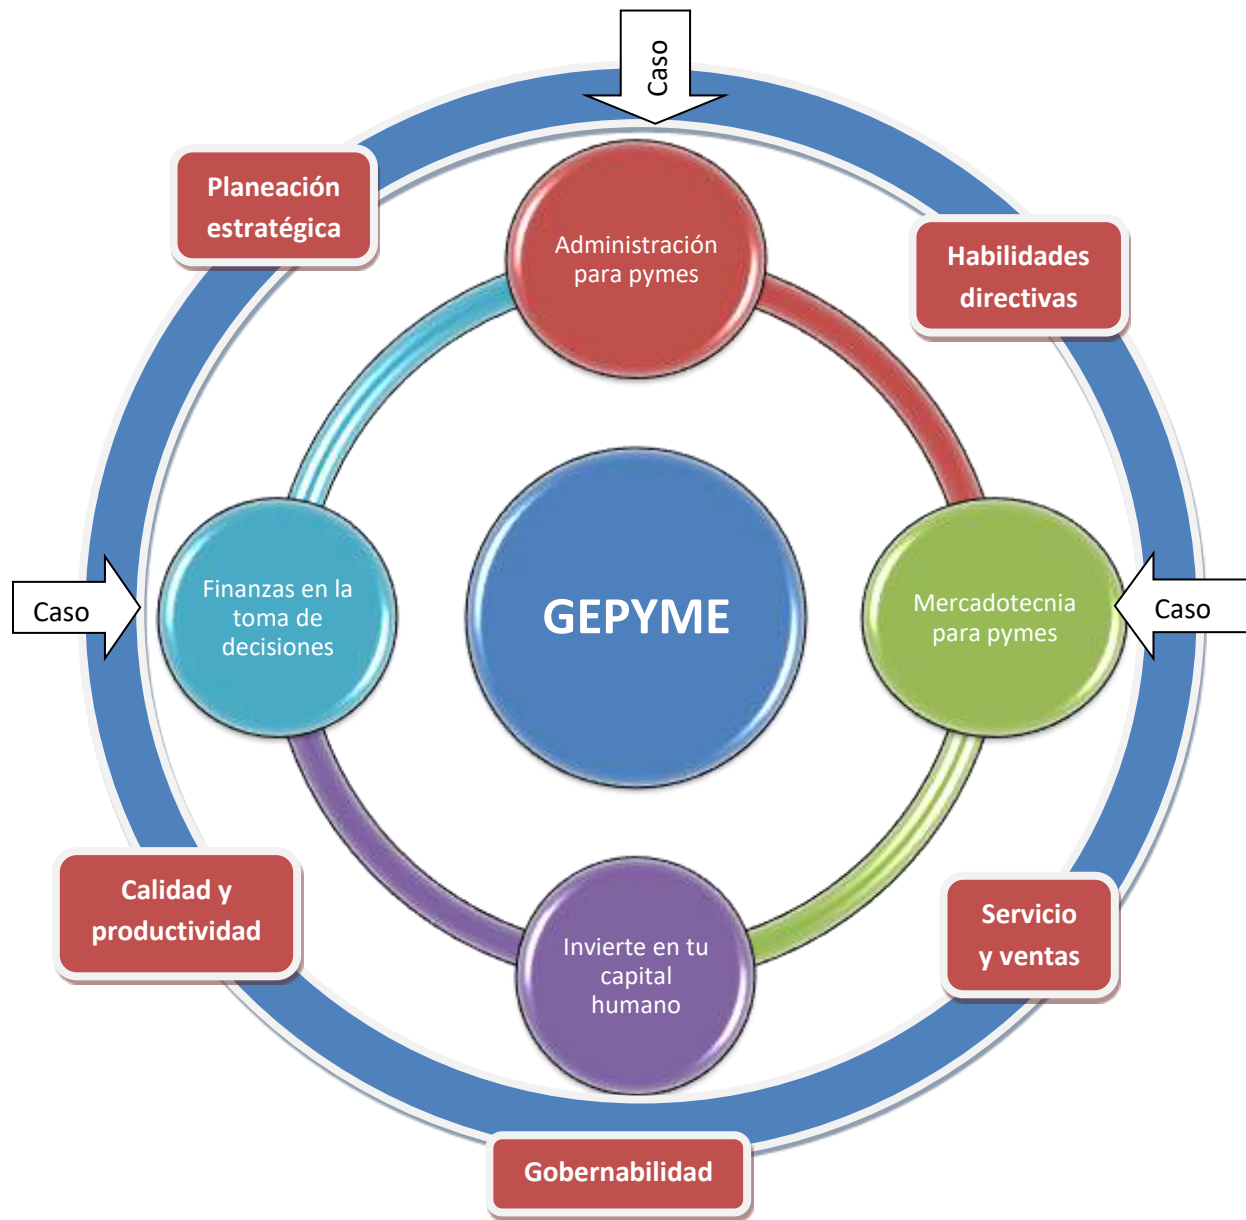 Caso
Planeación
estratégica
Administración
para pymes
Habilidades
directivas
Caso
Finanzas en la
toma de
decisiones
GEPYME
Mercadotecnia
para pymes
Caso
Calidad y
productividad
Invierte en tu
capital
humano
Servicio
y ventas
Gobernabilidad